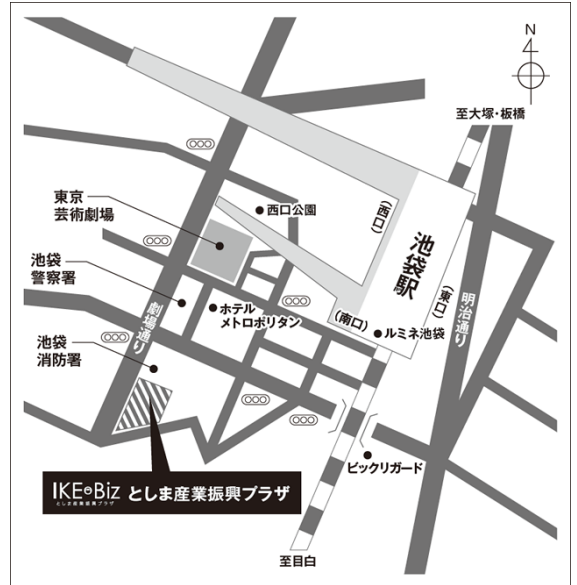 N
至大塚・板橋
東京
芸術劇場
西口公園
(西口)
池袋駅
(東口)
明治通り
池袋
警察署
ホテル
メトロポリタン
(南口)
ルミネ池袋
劇場通り
池袋
消防署
ビックリガード
IKE・Biz としま産業振興プラザ
としま産業振興プラザ
至目白